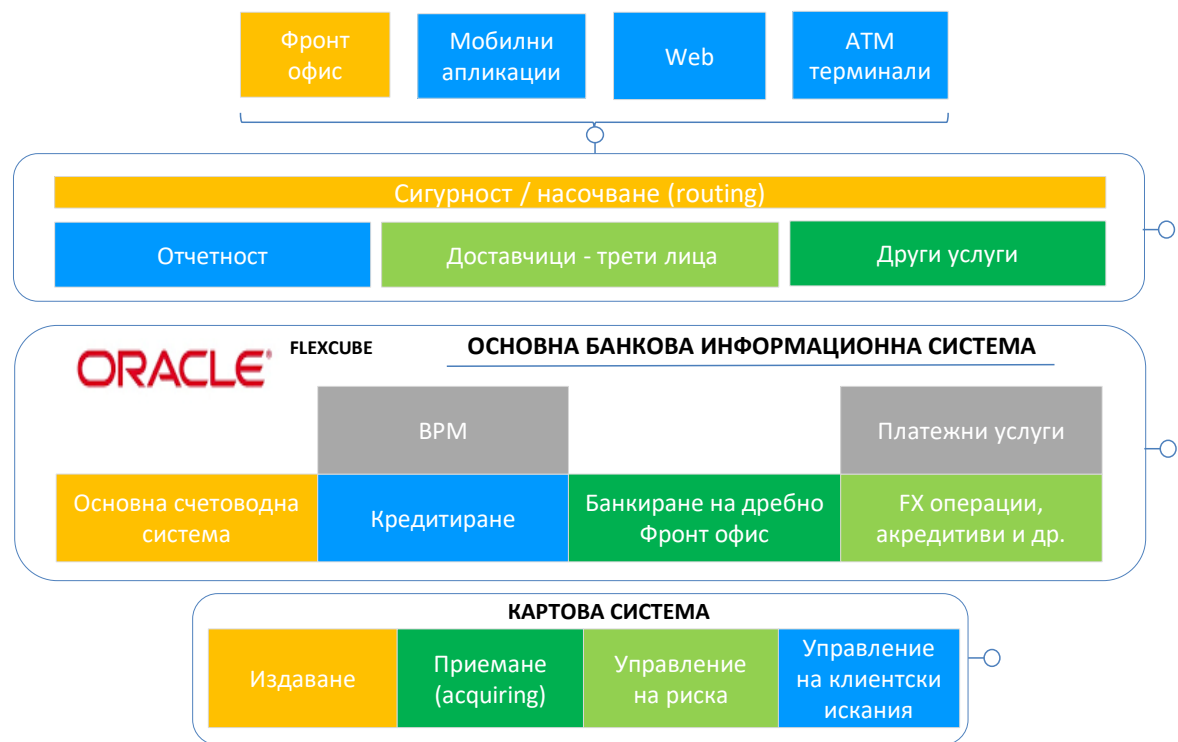 Фронт
офис
Мобилни
апликации
Web
АТМ
терминали
Сигурност / насочване (routing)
Отчетност
Доставчици - трети лица
Други услуги
ORACLE®
FLEXCUBE
ОСНОВНА БАНКОВА ИНФОРМАЦИОННА СИСТЕМА
BPM
Платежни услуги
Основна счетоводна
система
Кредитиране
Банкиране на дребно
Фронт офис
FX операции,
акредитиви и др.
КАРТОВА СИСТЕМА
Издаване
Приемане
(acquiring)
Управление
на риска
Управление
на клиентски
искания